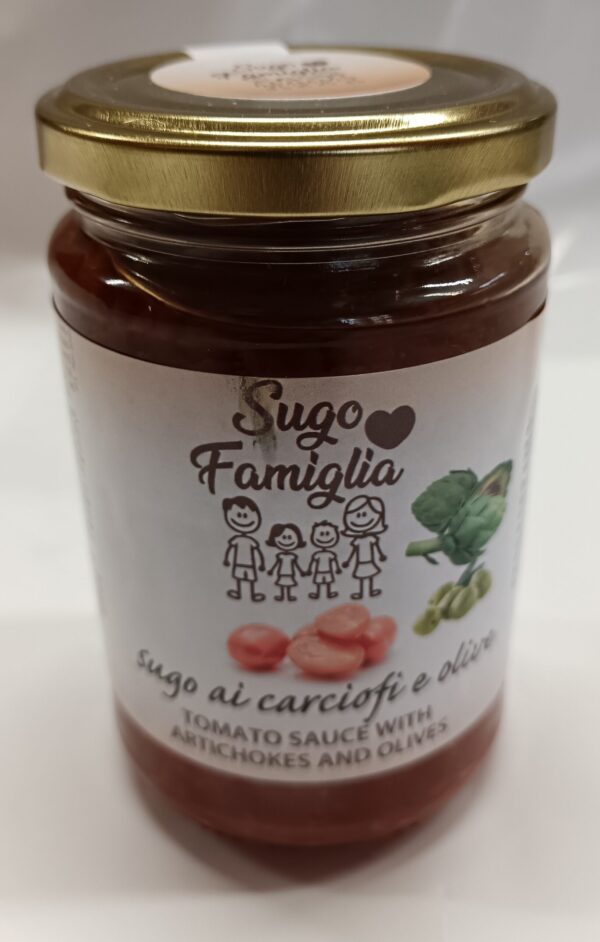 Sugo
Famiglia
sugo ai carciofi e olive
TOMATO SAUCE WITH
ARTICHOKES AND OLIVES